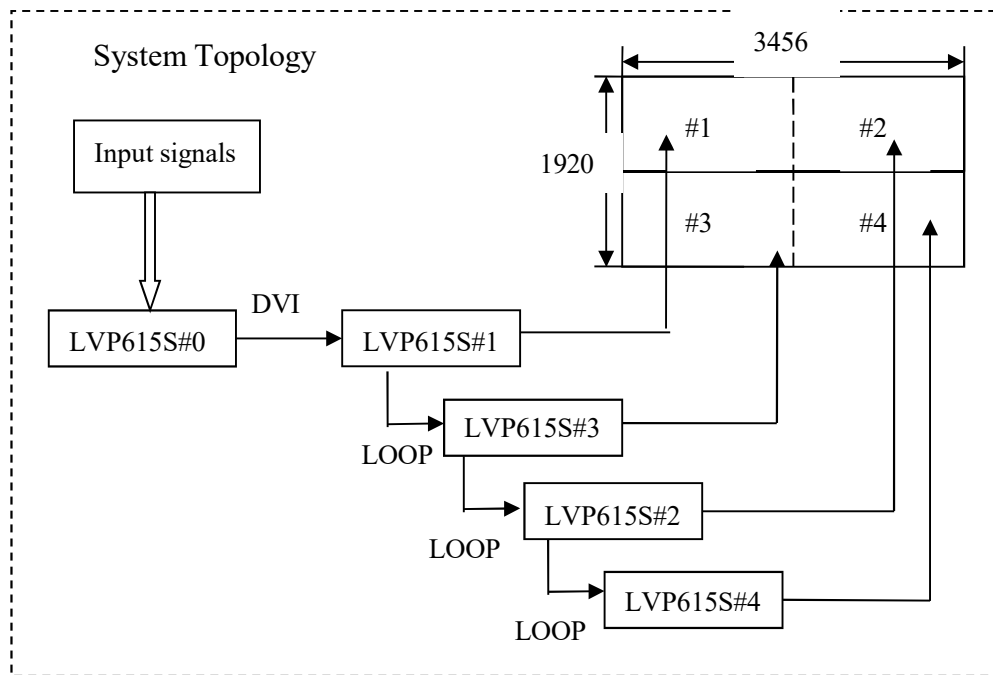 System Topology
3456
#1
#2
Input signals
1920
#3
#4
DVI
LVP615S#0
LVP615S#1
LVP615S#3
LOOP
LVP615S#2
LOOP
LVP615S#4
LOOP